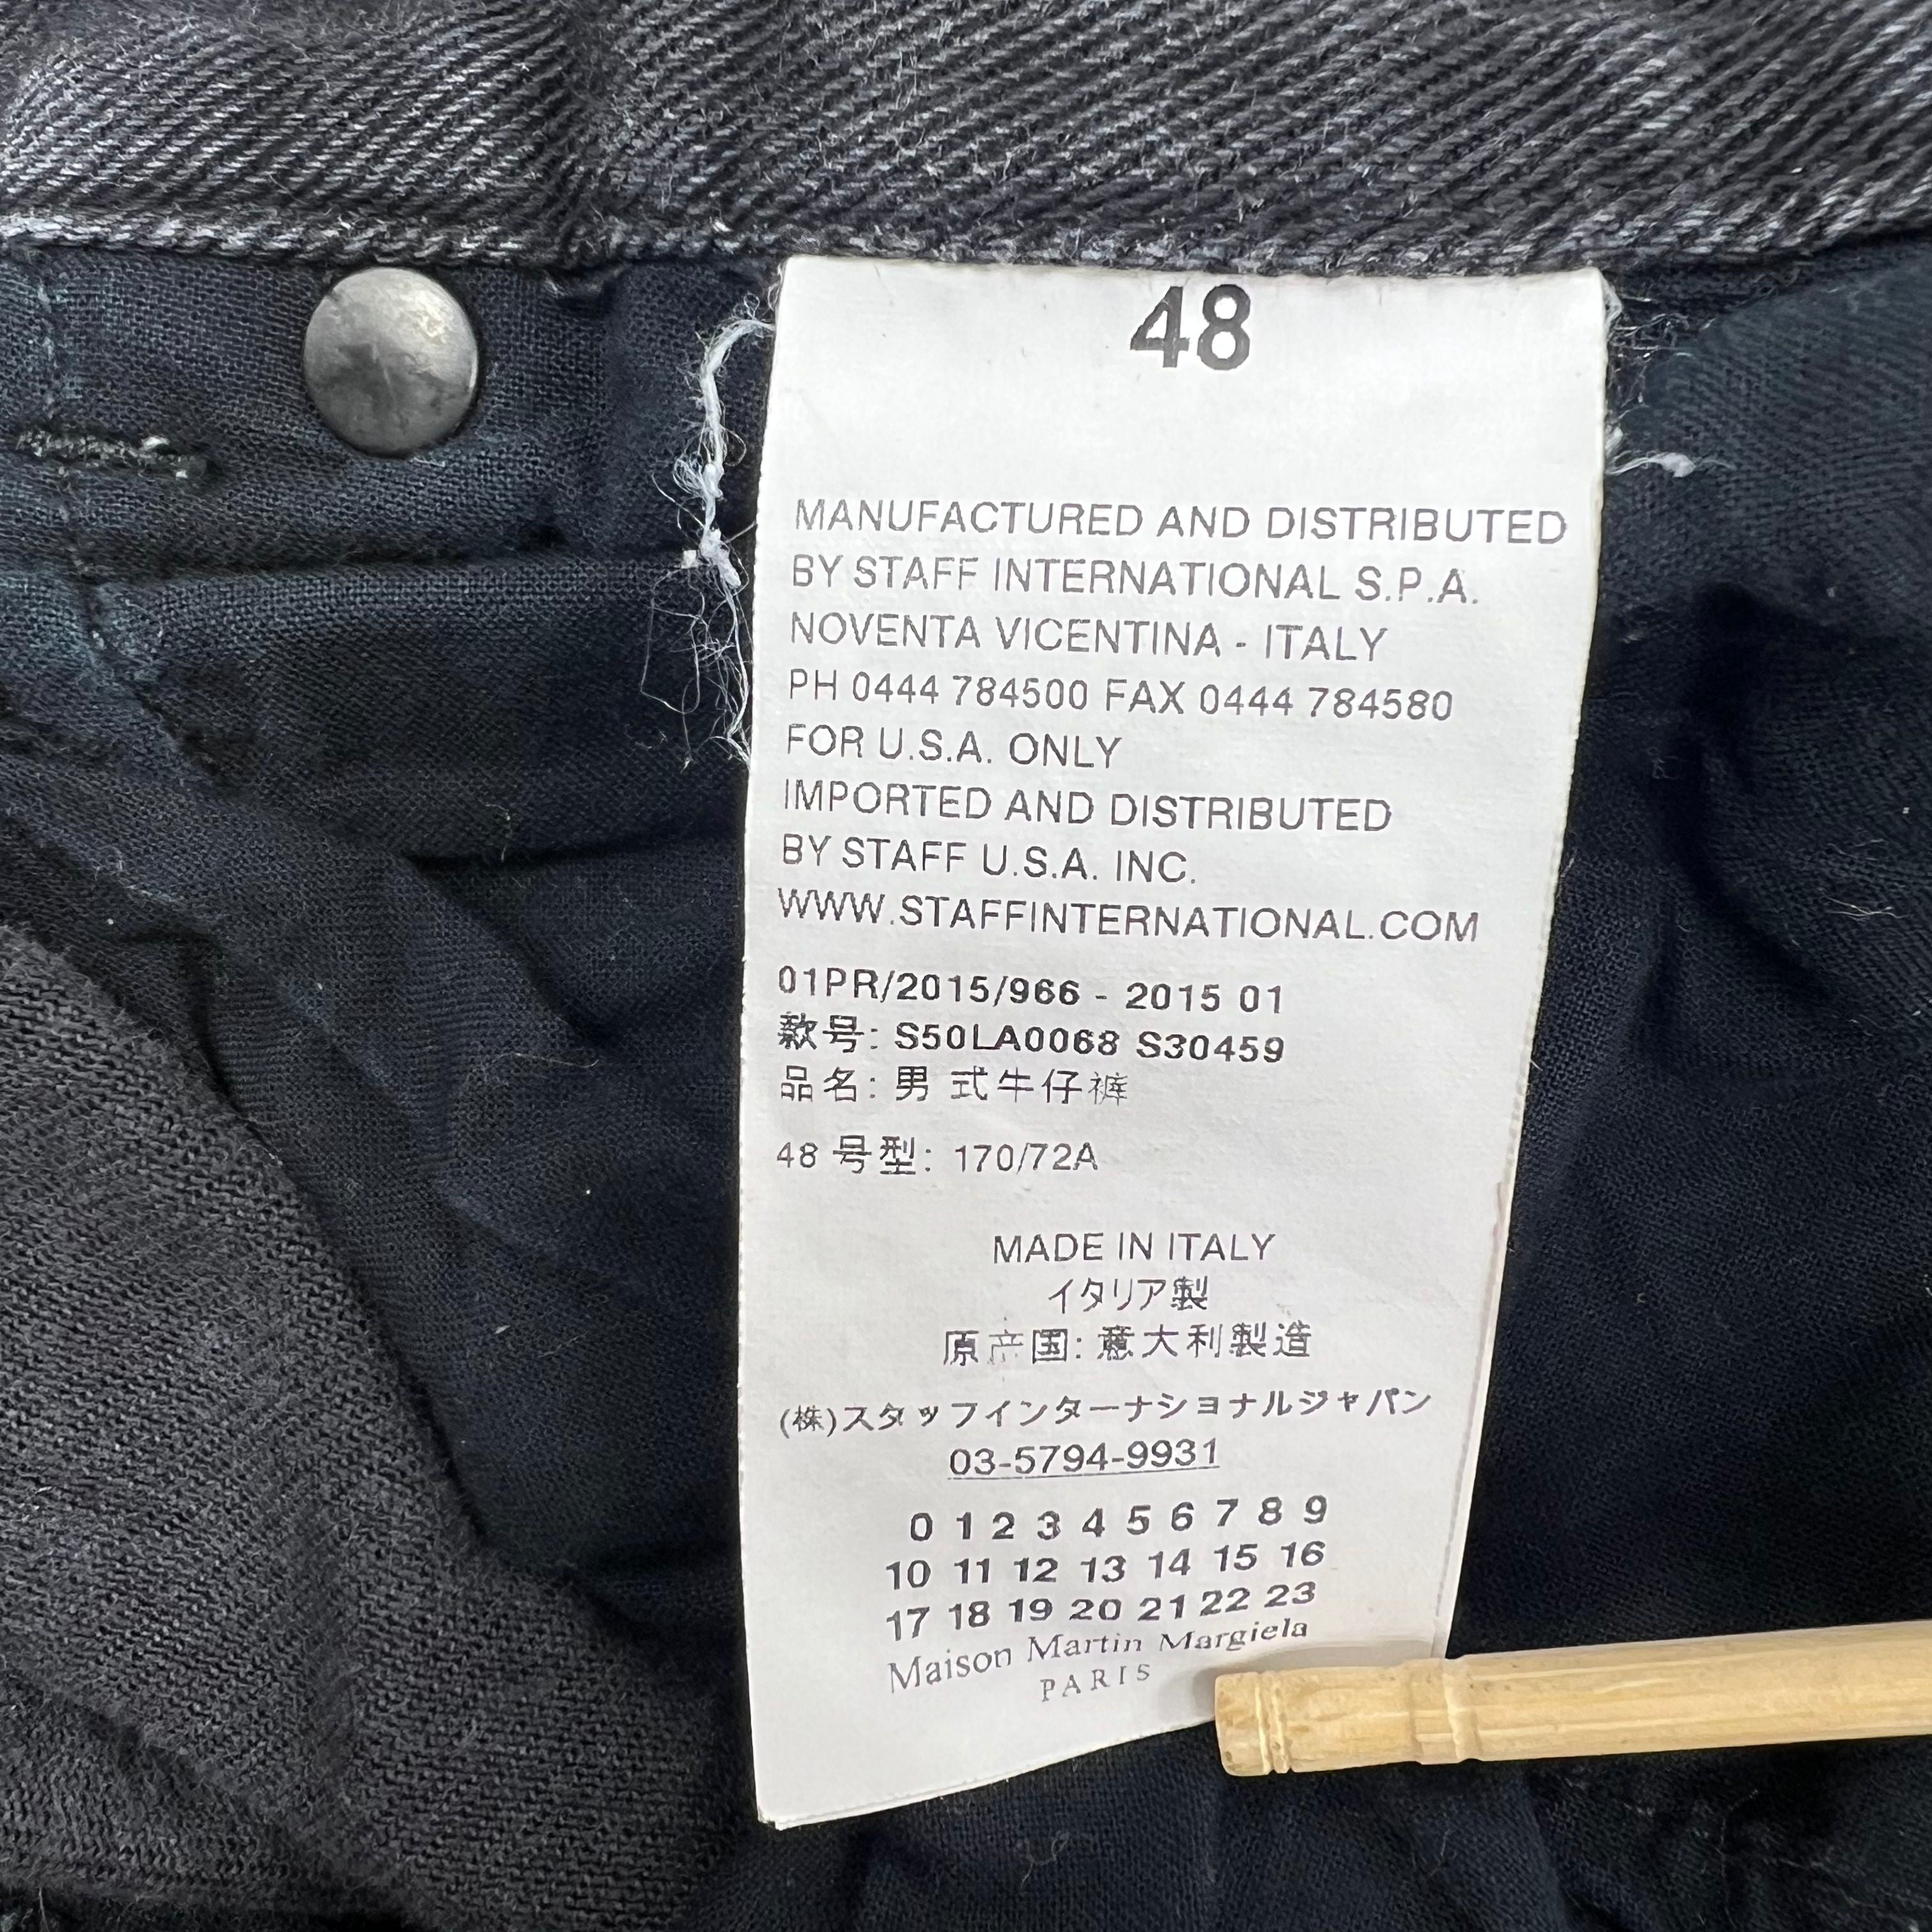 48
MANUFACTURED AND DISTRIBUTED
BY STAFF INTERNATIONAL S.P.A.
NOVENTA VICENTINA - ITALY
PH 0444 784500 FAX 0444 784580
FOR U.S.A. ONLY
IMPORTED AND DISTRIBUTED
BY STAFF U.S.A. INC.
WWW.STAFFINTERNATIONAL.COM
01PR/2015/966 - 2015 01
款号: S50LA0068 S30459
品名: 男 式牛仔裤
48 号型: 170/72A
MADE IN ITALY
イタリア製
原产国: 意大利製造
(株)スタッフインターナショナルジャパン
03-5794-9931
0 1 2 3 4 5 6 7 8 9
10 11 12 13 14 15 16
17 18 19 20 21 22 23
Maison Martin Margiela
PARIS